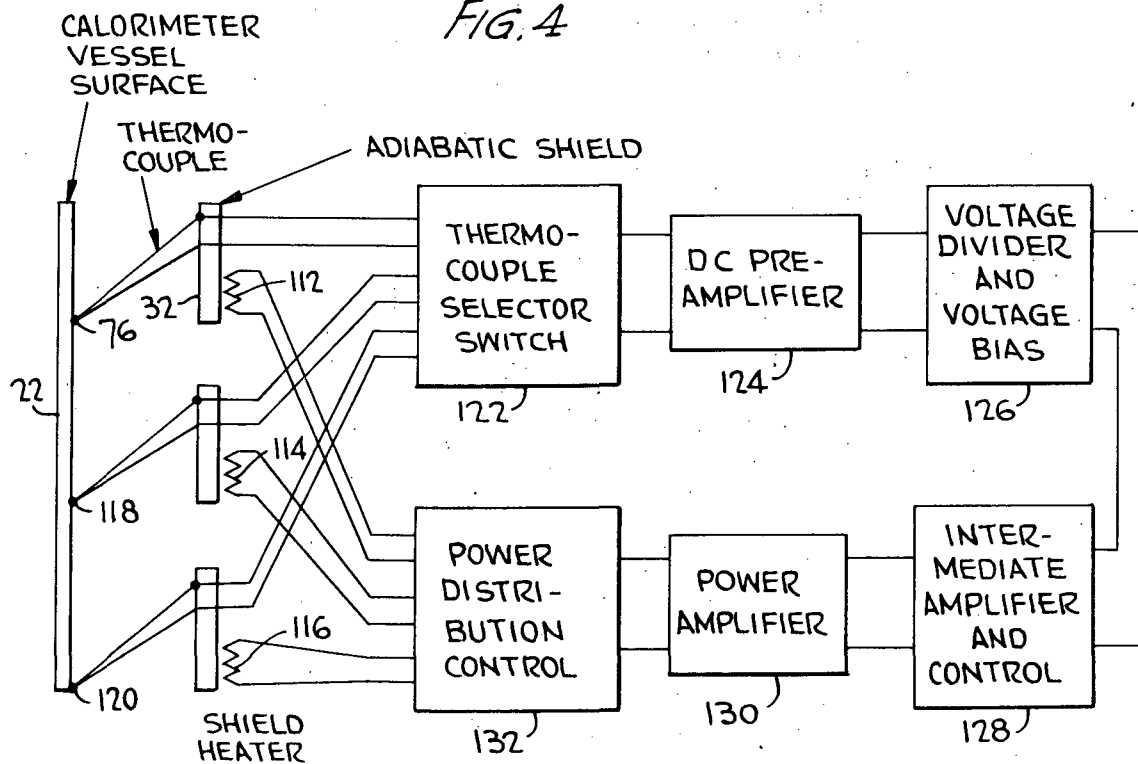 FIG. 4
CALORIMETER
VESSEL
SURFACE
THERMO-
COUPLE
ADIABATIC SHIELD
THERMO-
COUPLE
SELECTOR
SWITCH
DC PRE-
AMPLIFIER
VOLTAGE
DIVIDER
AND
VOLTAGE
BIAS
112
32
76
22
122
124
126
114
118
POWER
DISTRI-
BUTION
CONTROL
POWER
AMPLIFIER
INTER-
MEDIATE
AMPLIFIER
AND
CONTROL
116
120
SHIELD
HEATER
132
130
128